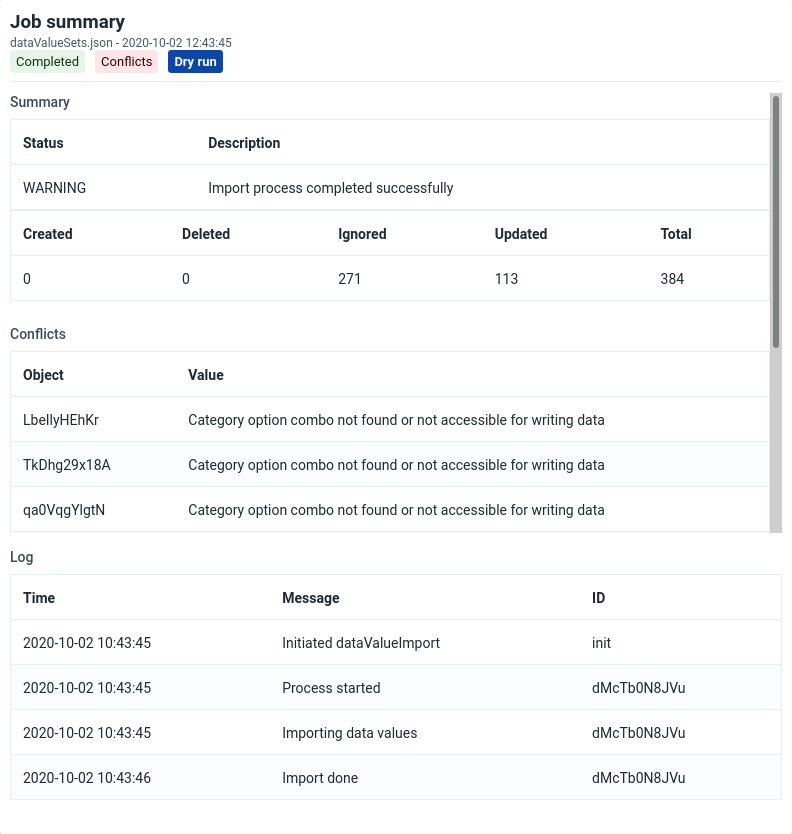 Job summary
dataValueSets.json - 2020-10-02 12:43:45
Completed Conflicts Dry run
Summary
Status Description
WARNING Import process completed successfully
Created Deleted Ignored Updated Total
0 0 271 113 384
Conflicts
Object Value
LbeIIyHEhKr Category option combo not found or not accessible for writing data
TkDhg29x18A Category option combo not found or not accessible for writing data
qa0VqgYlgtN Category option combo not found or not accessible for writing data
Log
Time Message ID
2020-10-02 10:43:45 Initiated dataValueImport init
2020-10-02 10:43:45 Process started dMcTb0N8JVu
2020-10-02 10:43:45 Importing data values dMcTb0N8JVu
2020-10-02 10:43:46 Import done dMcTb0N8JVu